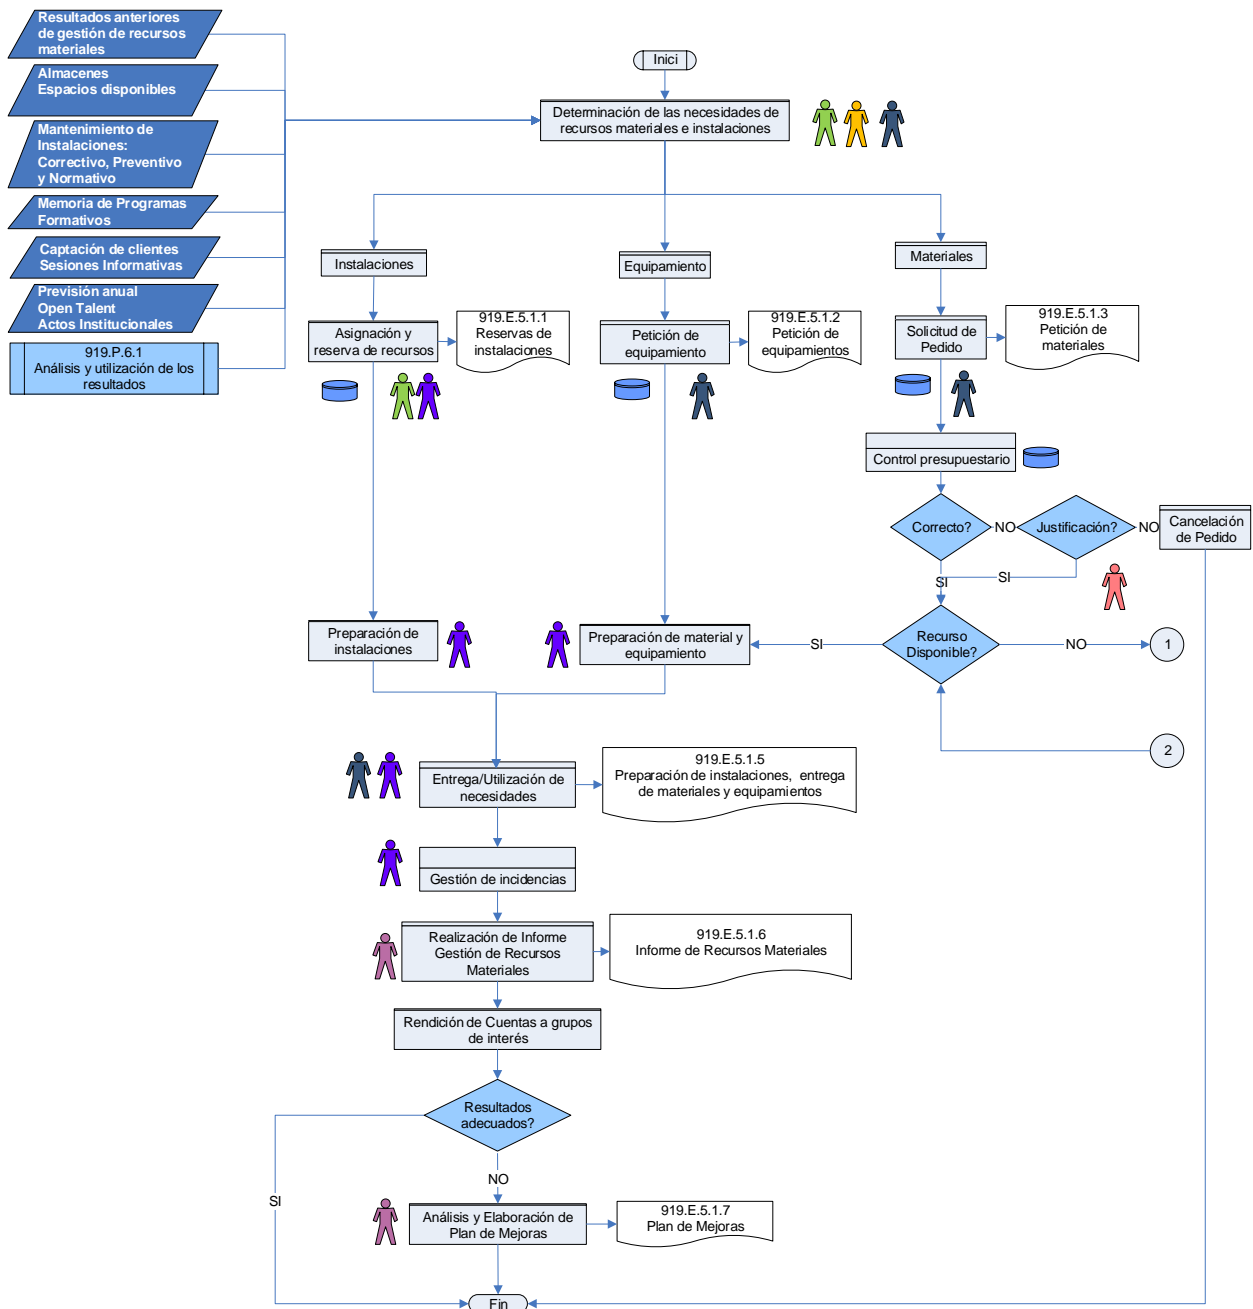 Resultados anteriores
de gestión de recursos
materiales
Almacenes
Espacios disponibles
Mantenimiento de
Instalaciones:
Correctivo, Preventivo
y Normativo
Memoria de Programas
Formativos
Captación de clientes
Sesiones Informativas
Previsión anual
Open Talent
Actos Institucionales
919.P.6.1
Análisis y utilización de los
resultados
Inici
Determinación de las necesidades de
recursos materiales e instalaciones
Instalaciones
Equipamiento
Materiales
Asignación y
reserva de recursos
919.E.5.1.1
Reservas de
instalaciones
Petición de
equipamiento
919.E.5.1.2
Petición de
equipamientos
Solicitud de
Pedido
919.E.5.1.3
Petición de
materiales
Control presupuestario
Correcto?
NO
Justificación?
NO
Cancelación
de Pedido
SI
SI
Preparación de
instalaciones
Preparación de material y
equipamiento
SI
Recurso
Disponible?
NO
1
2
Entrega/Utilización de
necesidades
919.E.5.1.5
Preparación de instalaciones, entrega
de materiales y equipamientos
Gestión de incidencias
Realización de Informe
Gestión de Recursos
Materiales
919.E.5.1.6
Informe de Recursos Materiales
Rendición de Cuentas a grupos
de interés
Resultados
adecuados?
SI
NO
Análisis y Elaboración de
Plan de Mejoras
919.E.5.1.7
Plan de Mejoras
Fin